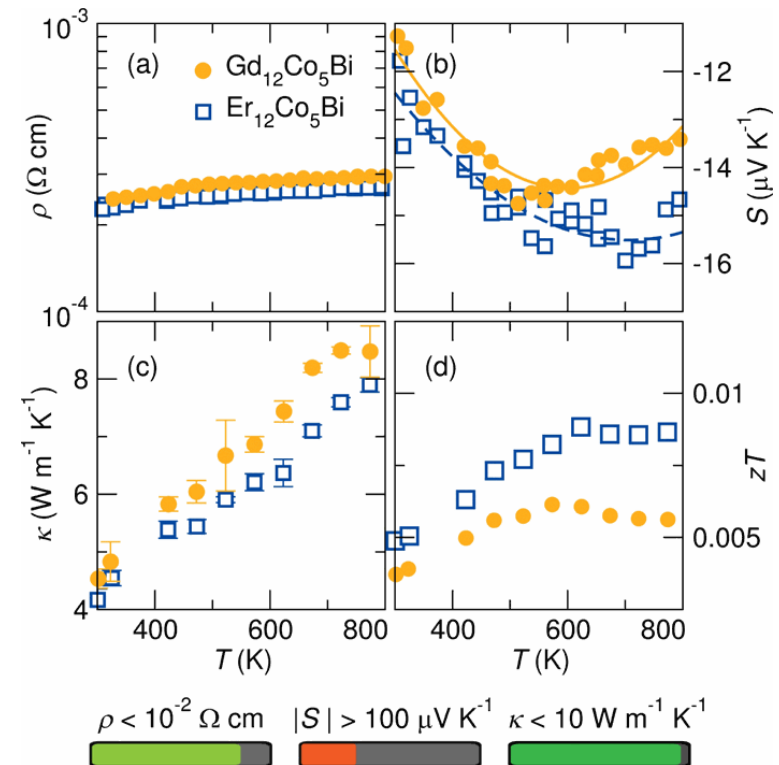 10⁻³
(a)
Gd₁₂Co₅Bi
Er₁₂Co₅Bi
ρ (Ω cm)
10⁻⁴
(b)
-12
-14
-16
S (μV K⁻¹)
10
8
6
4
(c)
κ (W m⁻¹ K⁻¹)
400
600
800
T (K)
(d)
0.01
0.005
zT
400
600
800
T (K)
ρ < 10⁻² Ω cm
|S| > 100 μV K⁻¹
κ < 10 W m⁻¹ K⁻¹